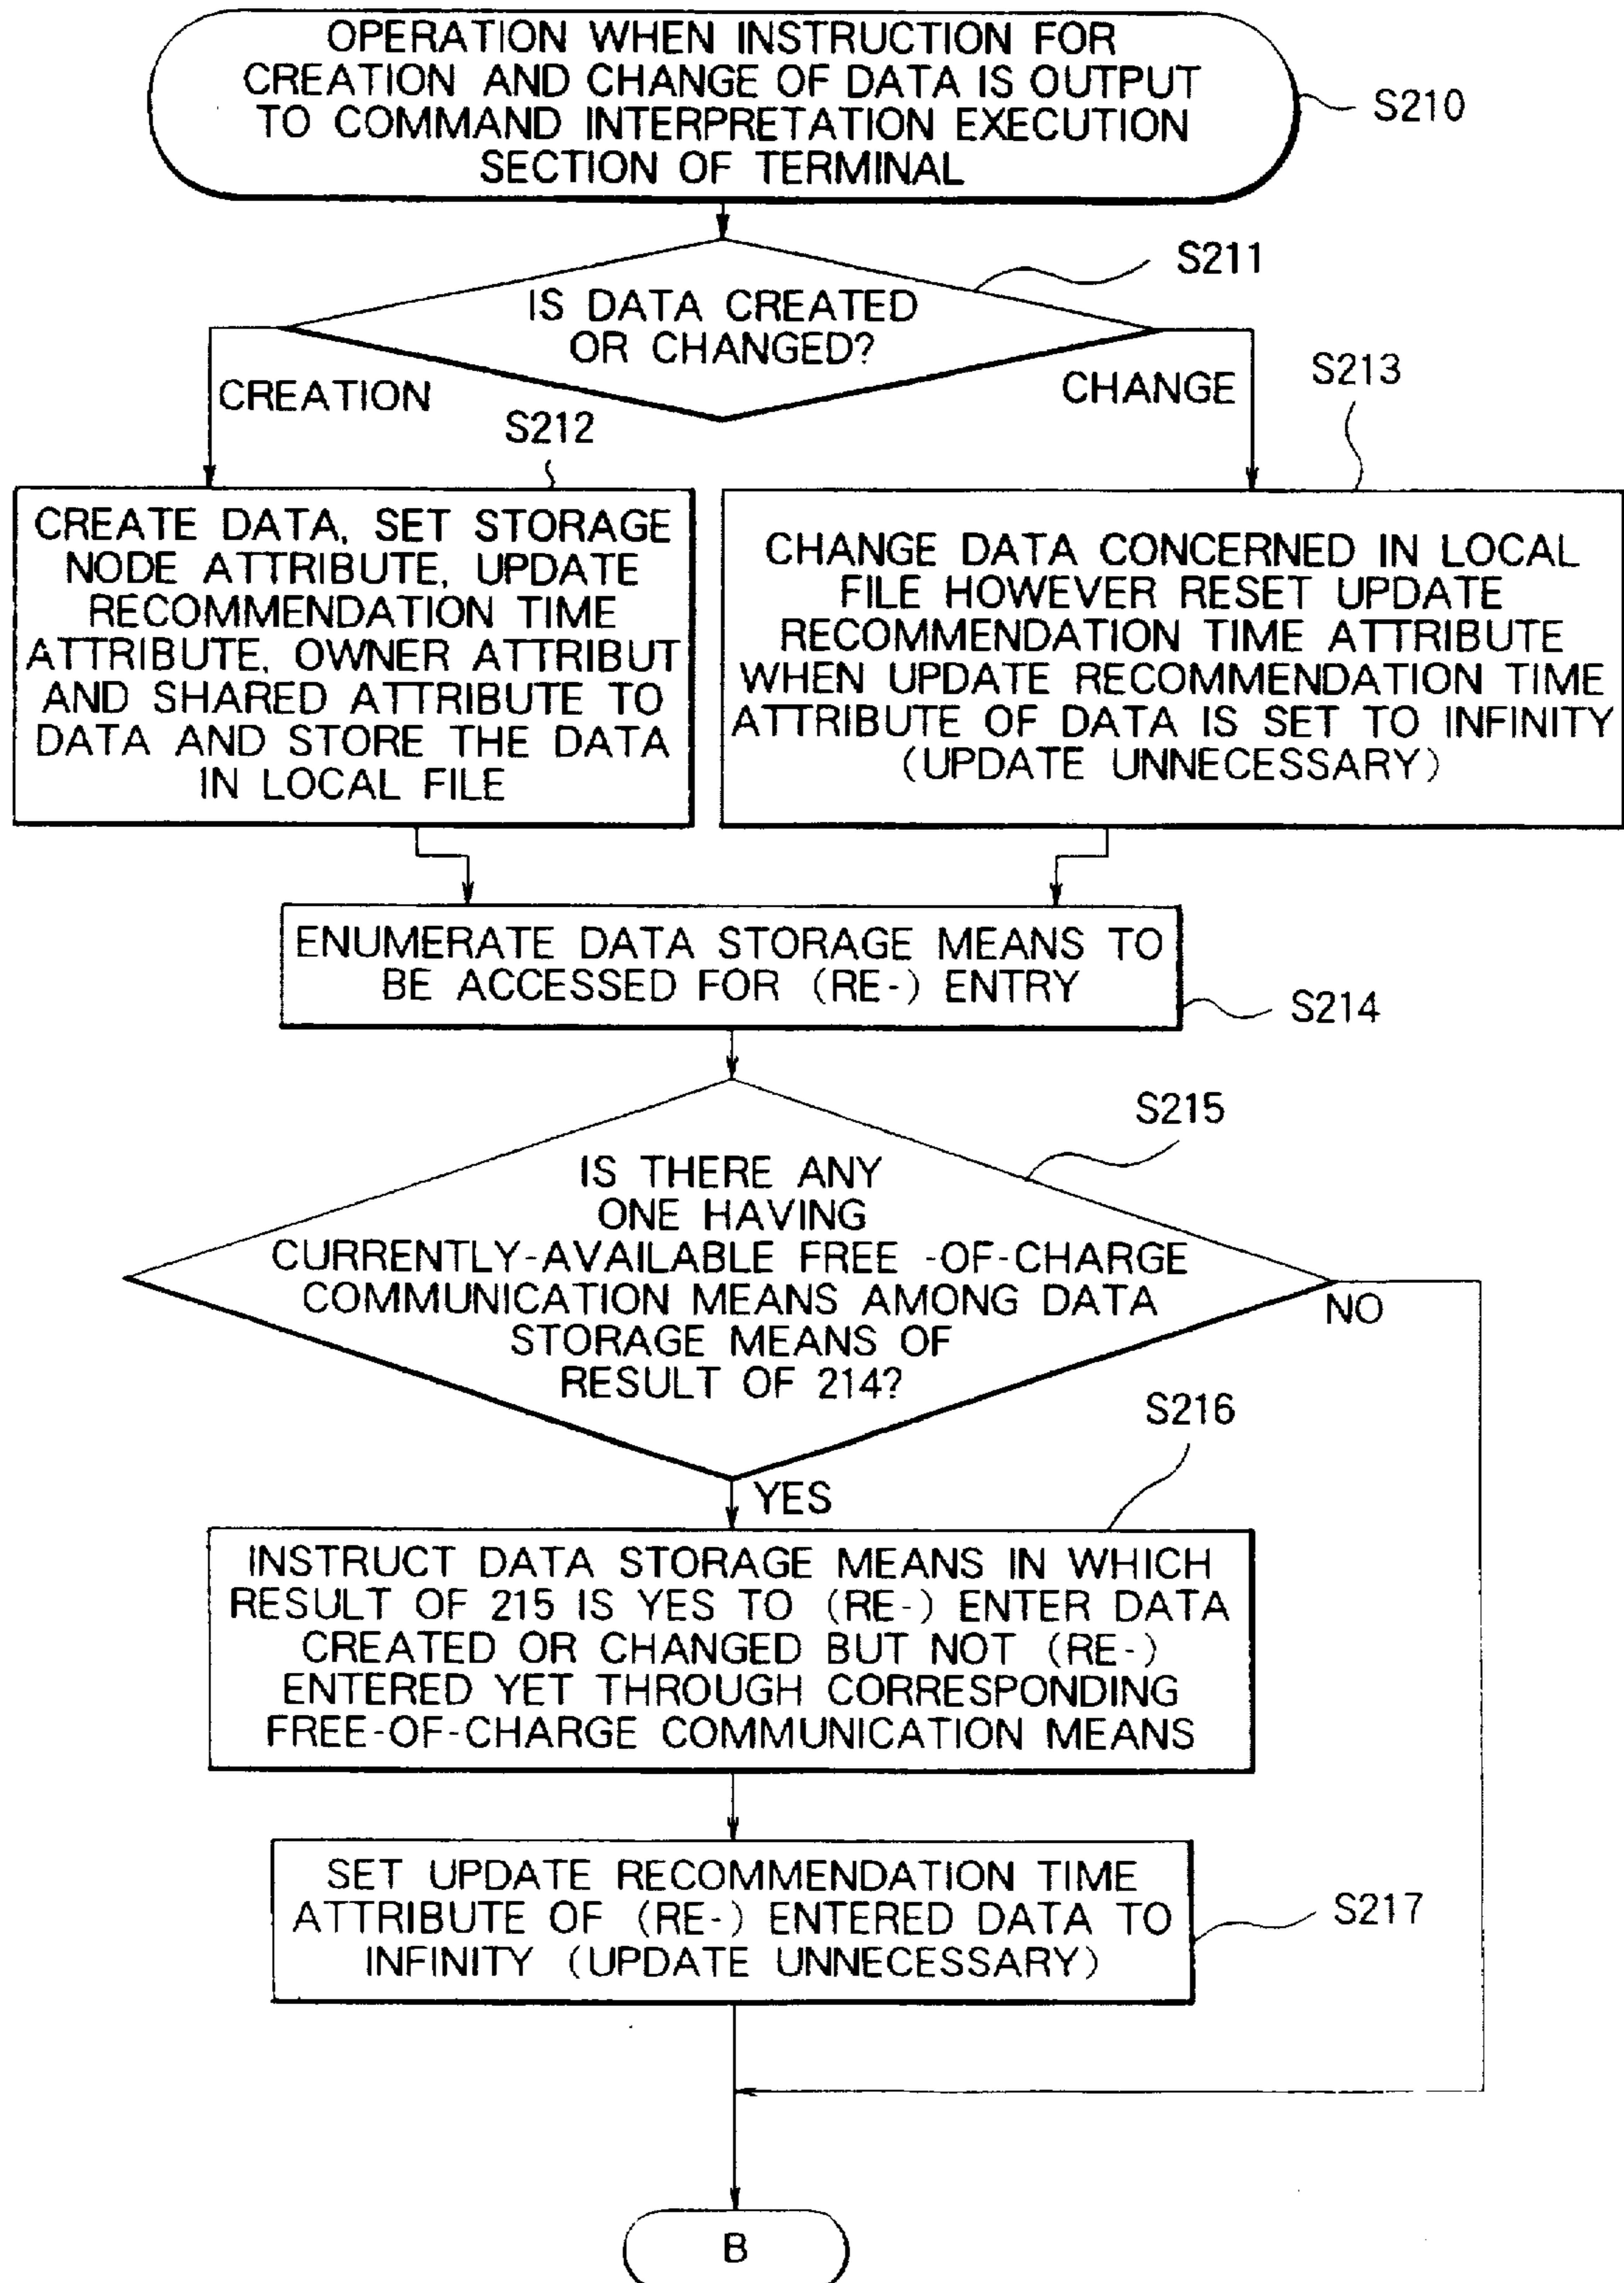 OPERATION WHEN INSTRUCTION FOR
CREATION AND CHANGE OF DATA IS OUTPUT
TO COMMAND INTERPRETATION EXECUTION
SECTION OF TERMINAL
S210
S211
IS DATA CREATED
OR CHANGED?
CREATION
CHANGE
S213
S212
CREATE DATA, SET STORAGE
NODE ATTRIBUTE, UPDATE
RECOMMENDATION TIME
ATTRIBUTE, OWNER ATTRIBUT
AND SHARED ATTRIBUTE TO
DATA AND STORE THE DATA
IN LOCAL FILE
CHANGE DATA CONCERNED IN LOCAL
FILE HOWEVER RESET UPDATE
RECOMMENDATION TIME ATTRIBUTE
WHEN UPDATE RECOMMENDATION TIME
ATTRIBUTE OF DATA IS SET TO INFINITY
(UPDATE UNNECESSARY)
ENUMERATE DATA STORAGE MEANS TO
BE ACCESSED FOR (RE-) ENTRY
S214
S215
IS THERE ANY
ONE HAVING
CURRENTLY-AVAILABLE FREE -OF-CHARGE
COMMUNICATION MEANS AMONG DATA
STORAGE MEANS OF
RESULT OF 214?
NO
S216
YES
INSTRUCT DATA STORAGE MEANS IN WHICH
RESULT OF 215 IS YES TO (RE-) ENTER DATA
CREATED OR CHANGED BUT NOT (RE-)
ENTERED YET THROUGH CORRESPONDING
FREE-OF-CHARGE COMMUNICATION MEANS
SET UPDATE RECOMMENDATION TIME
ATTRIBUTE OF (RE-) ENTERED DATA TO
INFINITY (UPDATE UNNECESSARY)
S217
B